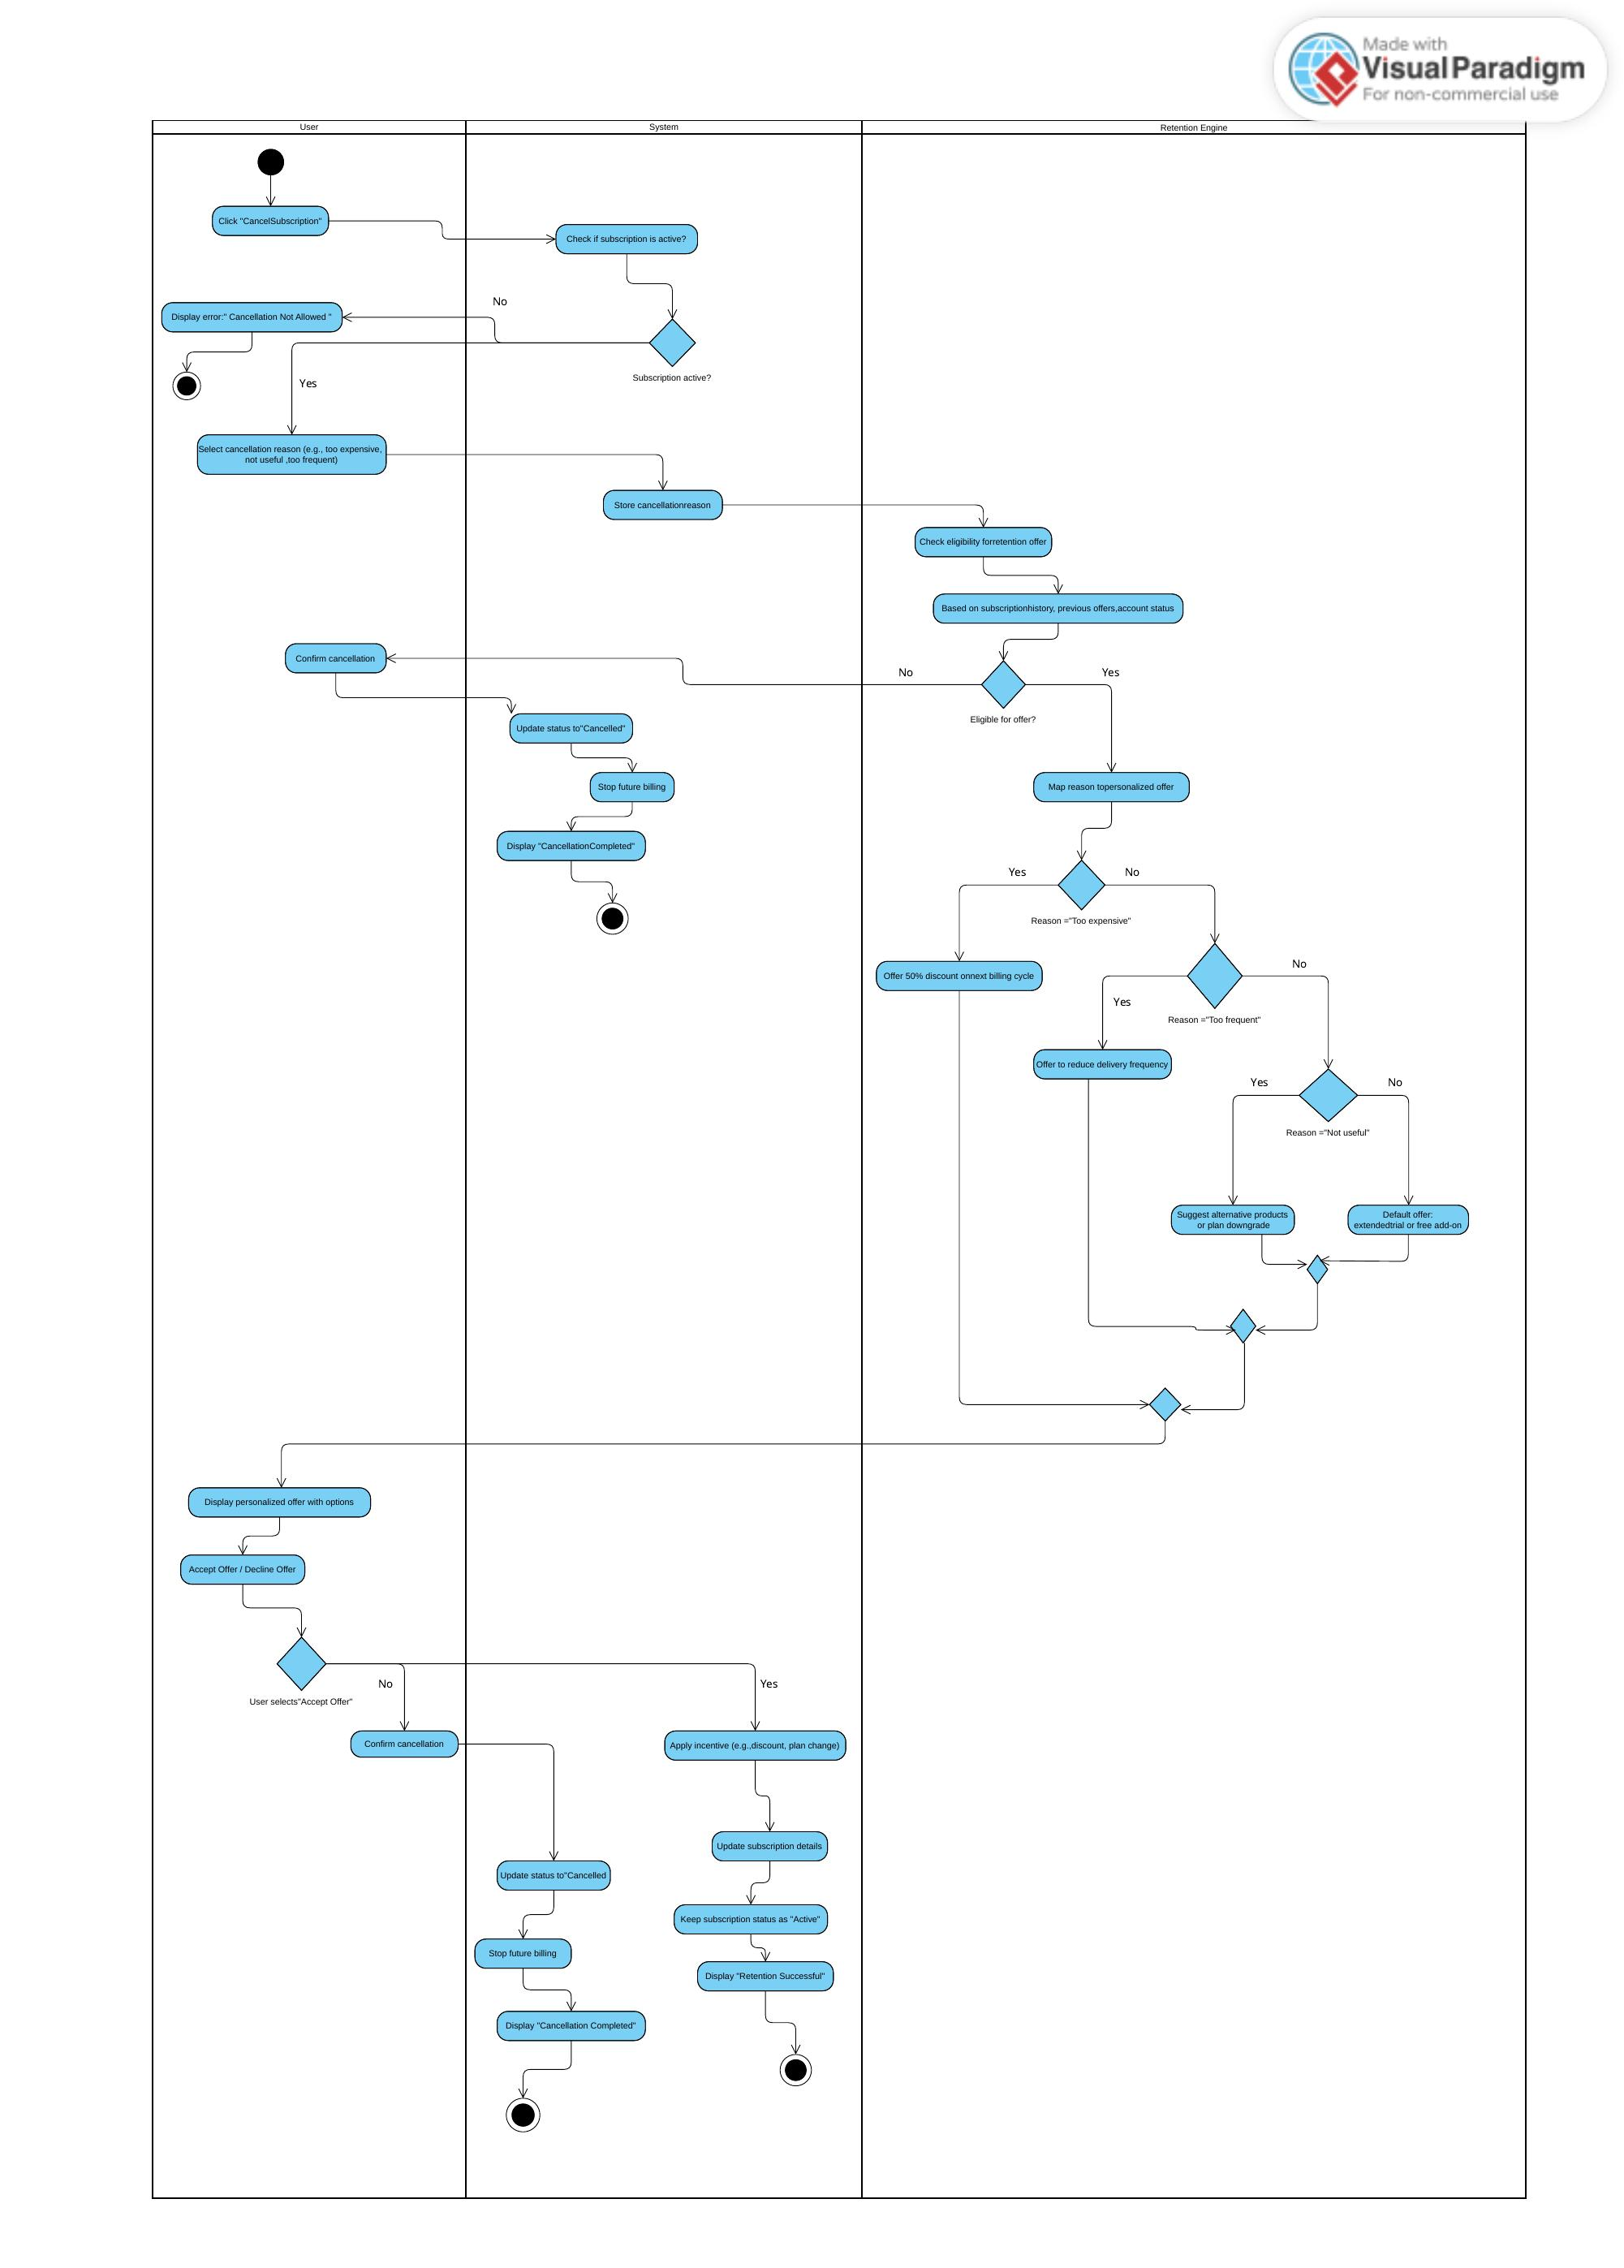 Made with
Visual Paradigm
For non-commercial use
User
System
Retention Engine
Click "CancelSubscription"
Check if subscription is active?
No
Display error:" Cancellation Not Allowed "
Subscription active?
Yes
Select cancellation reason (e.g., too expensive,
not useful ,too frequent)
Store cancellationreason
Check eligibility forretention offer
Based on subscriptionhistory, previous offers,account status
Confirm cancellation
No
Yes
Eligible for offer?
Update status to"Cancelled"
Stop future billing
Map reason topersonalized offer
Display "CancellationCompleted"
Yes
No
Reason ="Too expensive"
Offer 50% discount onnext billing cycle
No
Yes
Reason ="Too frequent"
Offer to reduce delivery frequency
Yes
No
Reason ="Not useful"
Suggest alternative products
or plan downgrade
Default offer:
extendedtrial or free add-on
Display personalized offer with options
Accept Offer / Decline Offer
No
Yes
User selects"Accept Offer"
Confirm cancellation
Apply incentive (e.g.,discount, plan change)
Update subscription details
Update status to"Cancelled
Keep subscription status as "Active"
Stop future billing
Display "Retention Successful"
Display "Cancellation Completed"